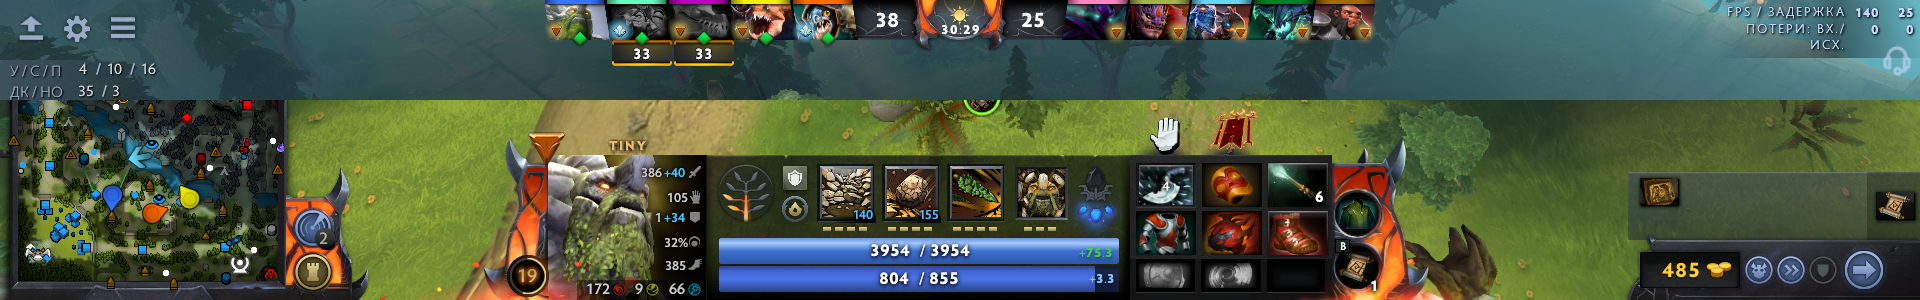 38 30:29 25
33 33
FPS / ЗАДЕРЖКА 140 25
ПОТЕРИ: ВХ./ 0 0
ИСХ.
У/С/П 4 / 10 / 16
ДК/НО 35 / 3
TINY
386+40
105
1+34
32%
385
172 9 66
19
2
140
155
3954 / 3954 +75.3
804 / 855 +3.3
4
6
B
1
485